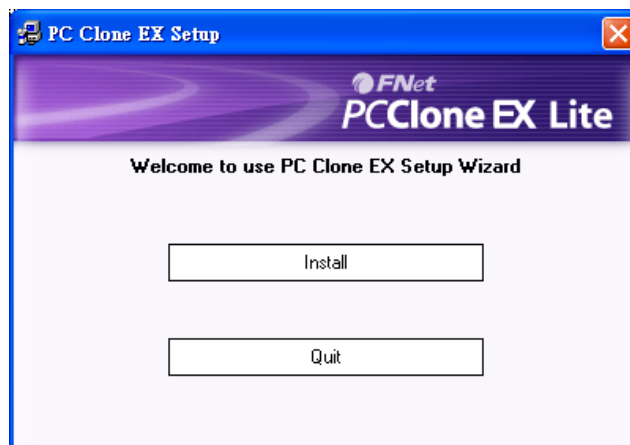 PC Clone EX Setup
FNet
PCClone EX Lite
Welcome to use PC Clone EX Setup Wizard
Install
Quit